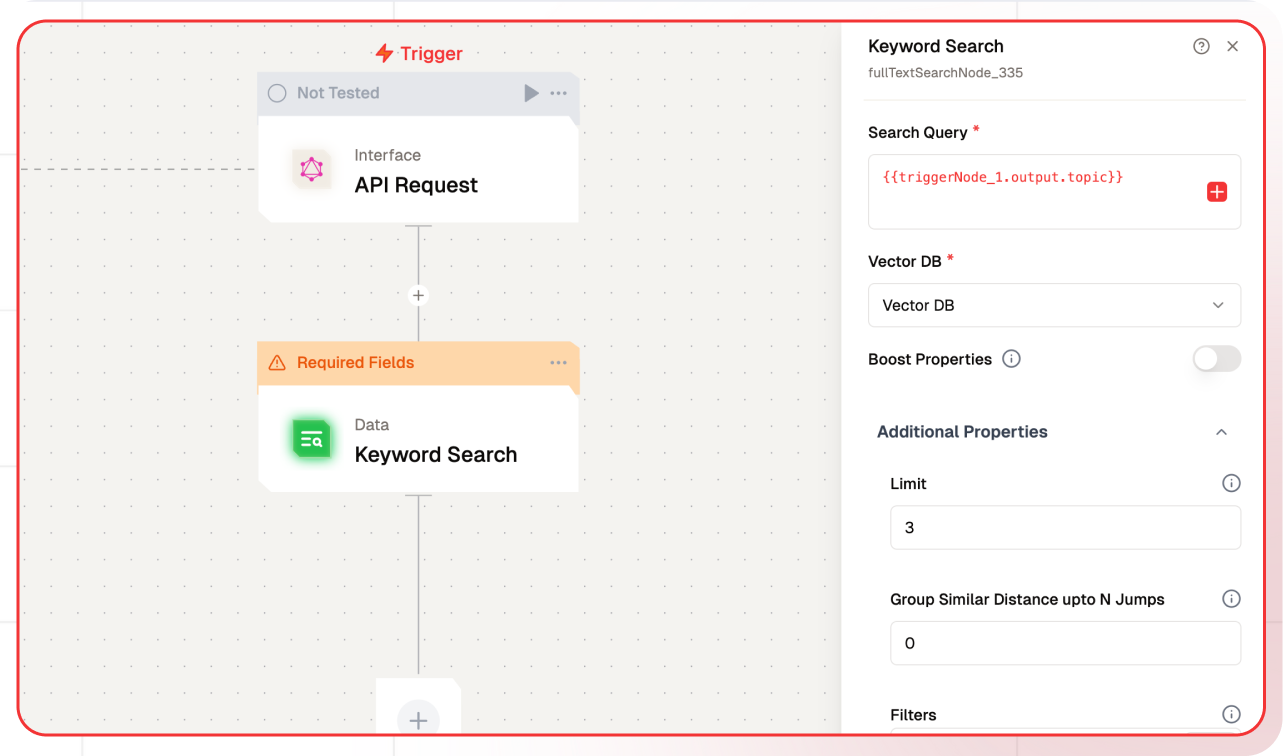 Trigger
Not Tested
Interface
API Request
Required Fields
Data
Keyword Search
Keyword Search
fullTextSearchNode_335
Search Query *
{{triggerNode_1.output.topic}}
Vector DB *
Vector DB
Boost Properties
Additional Properties
Limit
3
Group Similar Distance upto N Jumps
0
Filters